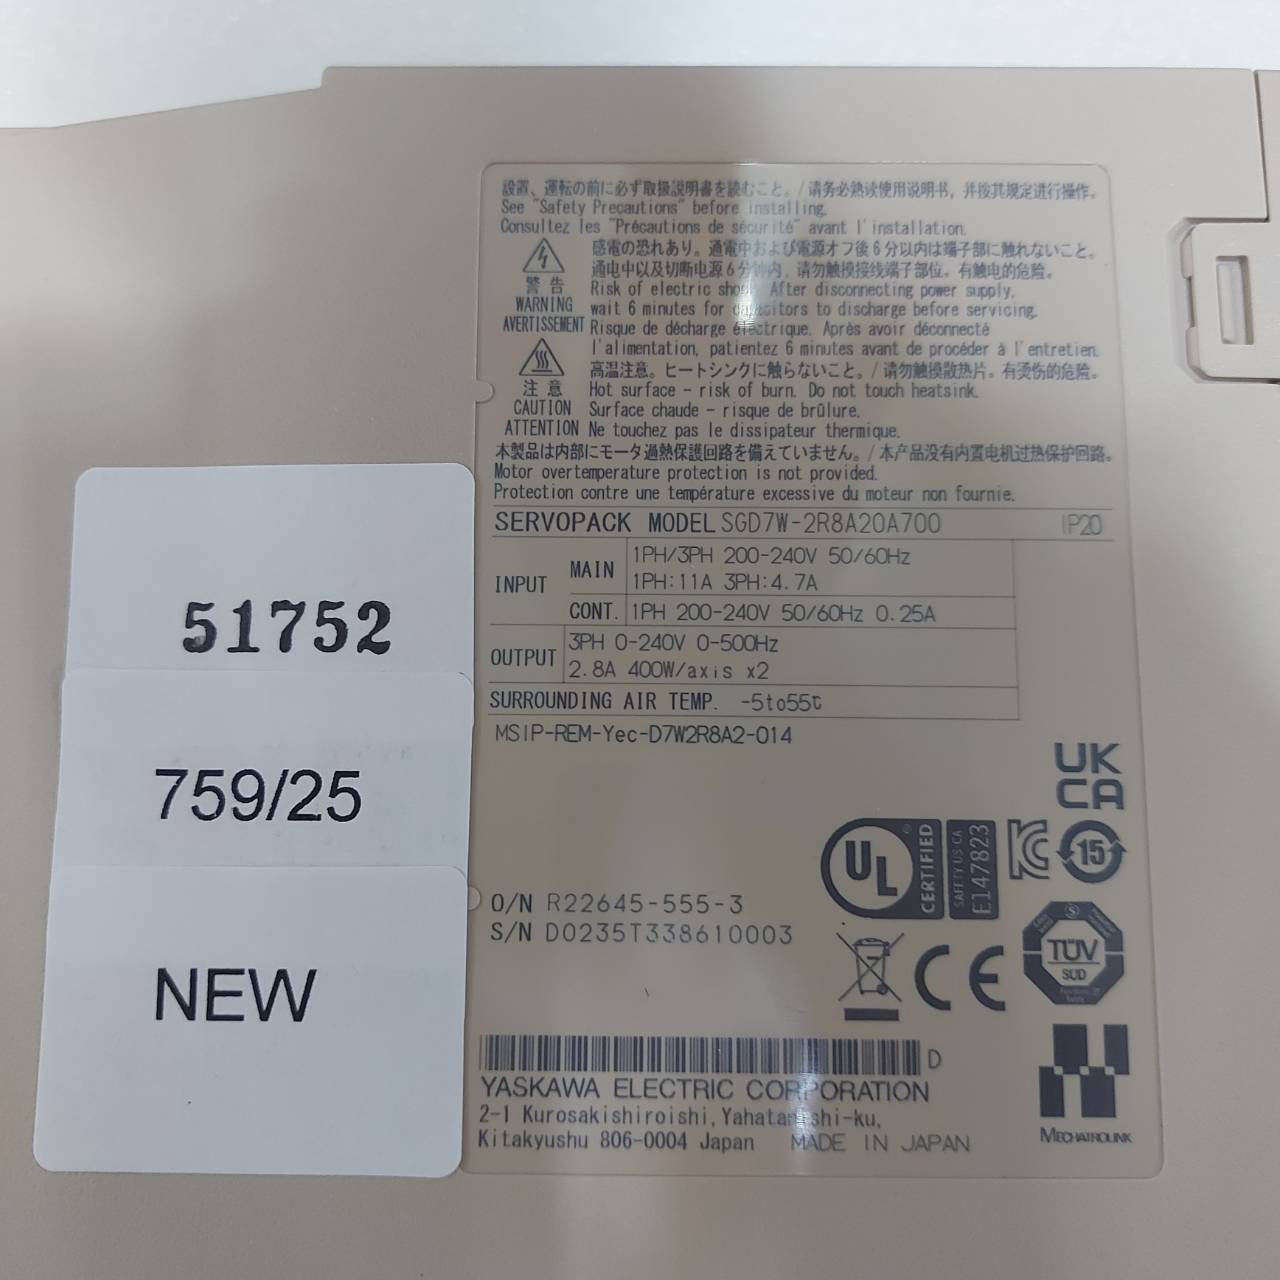 設置、運転の前に必ず取扱説明書を読むこと。/请务必熟读使用说明书，并按其规定进行操作。
See "Safety Precautions" before installing.
Consultez les "Précautions de sécurité" avant l'installation.
感電の恐れあり。通電中および電源オフ後6分以内は端子部に触れないこと。
通电中以及切断电源6分钟内，请勿触摸接线端子部位。有触电的危险。
警告
WARNING
AVERTISSEMENT
Risk of electric shock. After disconnecting power supply,
wait 6 minutes for capacitors to discharge before servicing.
Risque de décharge électrique. Après avoir déconnecté
l'alimentation, patientez 6 minutes avant de procéder à l'entretien.
高温注意。ヒートシンクに触らないこと。/请勿触摸散热片。有烫伤的危险。
注意
CAUTION
ATTENTION
Hot surface - risk of burn. Do not touch heatsink.
Surface chaude - risque de brûlure.
Ne touchez pas le dissipateur thermique.
本製品は内部にモータ過熱保護回路を備えていません。/本产品没有内置电机过热保护回路。
Motor overtemperature protection is not provided.
Protection contre une température excessive du moteur non fournie.
SERVOPACK MODEL SGD7W-2R8A20A700 IP20
INPUT
MAIN
1PH/3PH 200-240V 50/60Hz
1PH:11A 3PH:4.7A
CONT. 1PH 200-240V 50/60Hz 0.25A
OUTPUT
3PH 0-240V 0-500Hz
2.8A 400W/axis x2
SURROUNDING AIR TEMP. -5to55℃
MSIP-REM-Yec-D7W2R8A2-014
UK
CA
UL
CERTIFIED
SAFETY US CA
E147823
15
O/N R22645-555-3
S/N D0235T338610003
TÜV
SÜD
CE
D
YASKAWA ELECTRIC CORPORATION
2-1 Kurosakishiroishi, Yahatanishi-ku,
Kitakyushu 806-0004 Japan MADE IN JAPAN
MECHATROLINK
51752
759/25
NEW